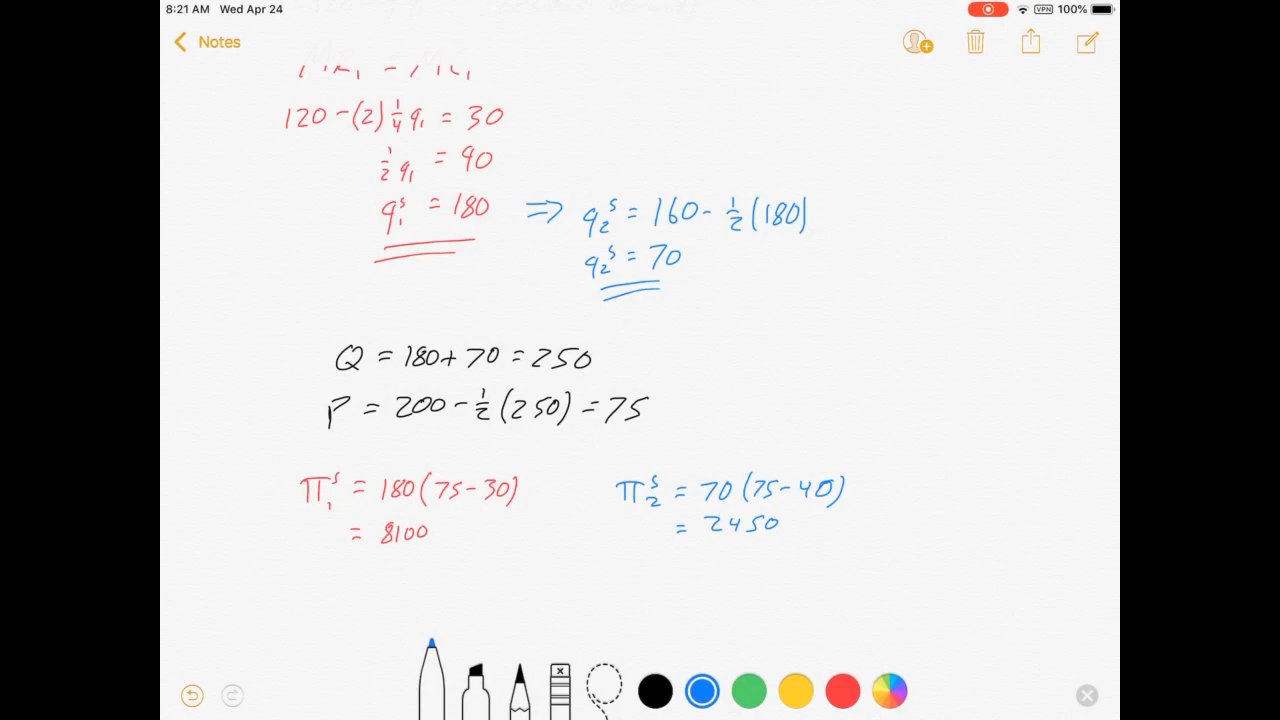 8:21 AM Wed Apr 24
VPN 100%
Notes
120 - (2) 1/4 q₁ = 30
1/2 q₁ = 90
q₁ˢ = 180 ⇒ q₂ˢ = 160 - 1/2 (180)
q₂ˢ = 70
Q = 180 + 70 = 250
P = 200 - 1/2 (250) = 75
π₁ˢ = 180 (75 - 30)
= 8100
π₂ˢ = 70 (75 - 40)
= 2450